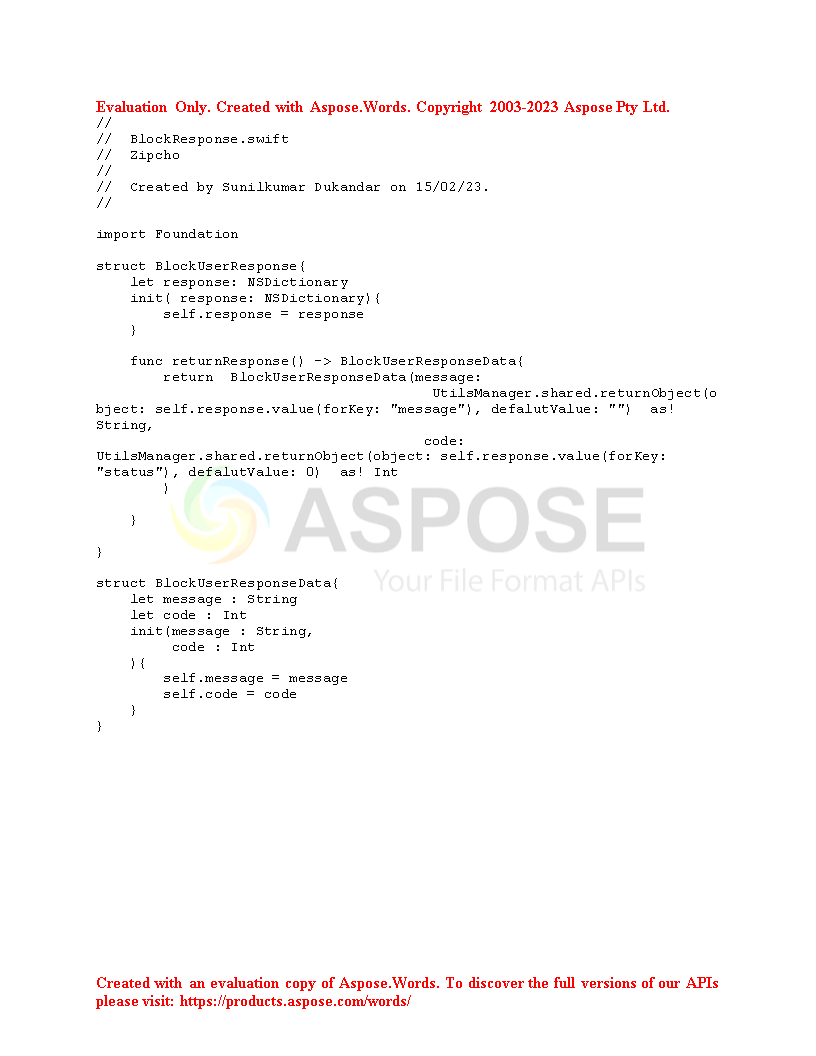 Evaluation Only. Created with Aspose.Words. Copyright 2003-2023 Aspose Pty Ltd.
//
//  BlockResponse.swift
//  Zipcho
//
//  Created by Sunilkumar Dukandar on 15/02/23.
//
import Foundation
struct BlockUserResponse{
    let response: NSDictionary
    init( response: NSDictionary){
        self.response = response
    }
    func returnResponse() -> BlockUserResponseData{
        return  BlockUserResponseData(message:
                                        UtilsManager.shared.returnObject(o
bject: self.response.value(forKey: "message"), defalutValue: "")  as!
String,
                                       code:
UtilsManager.shared.returnObject(object: self.response.value(forKey:
"status"), defalutValue: 0)  as! Int
        )
    }
}
ASPOSE
Your File Format APIs
struct BlockUserResponseData{
    let message : String
    let code : Int
    init(message : String,
         code : Int
    ){
        self.message = message
        self.code = code
    }
}
Created with an evaluation copy of Aspose.Words. To discover the full versions of our APIs
please visit: https://products.aspose.com/words/